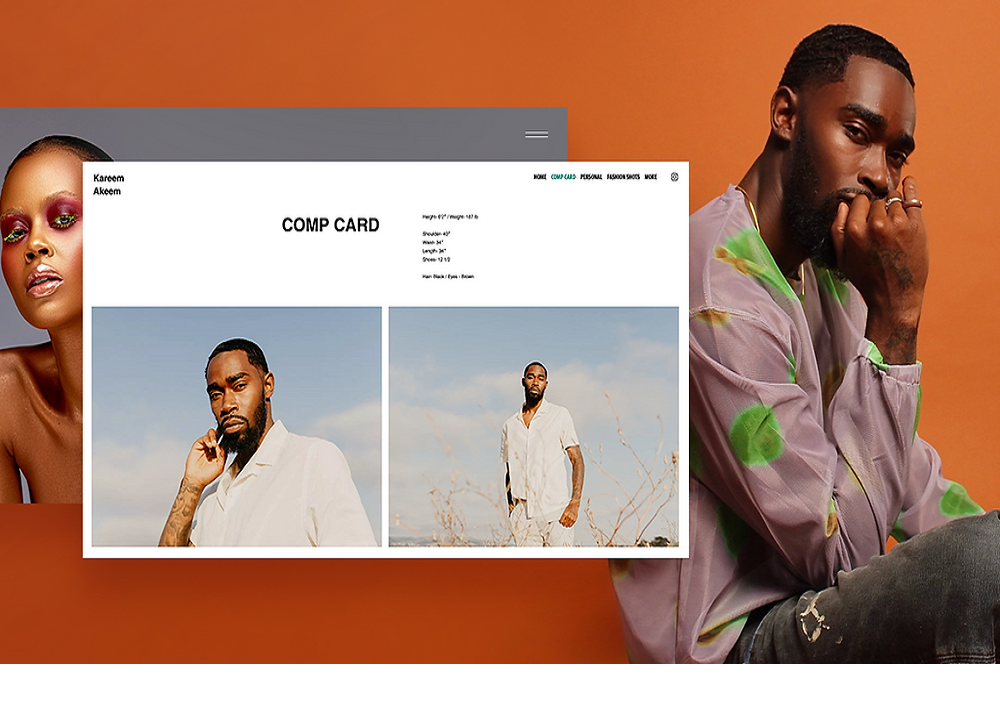 Kareem
Akeem
HOME COMP CARD PERSONAL FASHION SHOTS MORE
COMP CARD
Height- 6'2" / Weight- 187 lb
Shoulder- 40"
Waist- 34"
Length- 34"
Shoes- 12 1/2
Hair- Black / Eyes - Brown